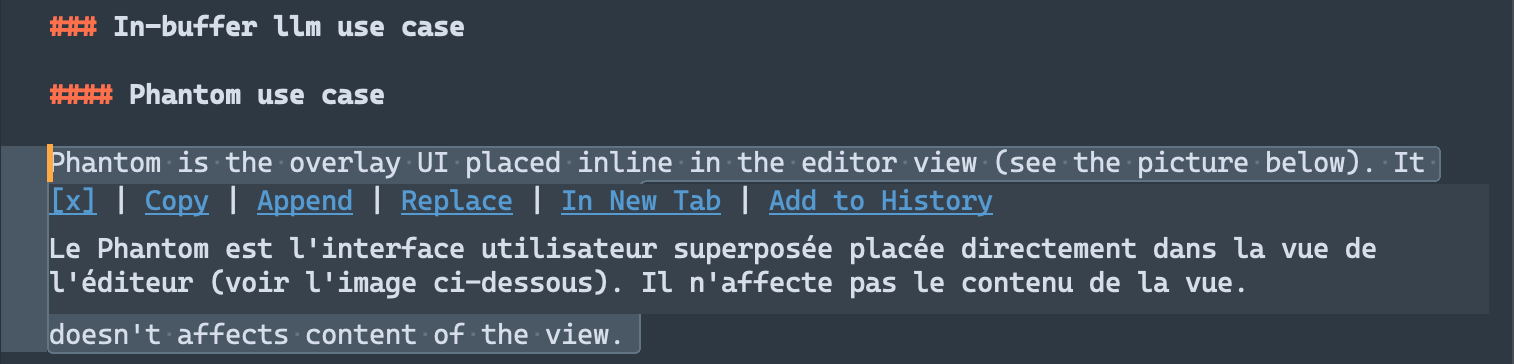 ### In-buffer llm use case
#### Phantom use case
Phantom is the overlay UI placed inline in the editor view (see the picture below). It
[x] | Copy | Append | Replace | In New Tab | Add to History
Le Phantom est l'interface utilisateur superposée placée directement dans la vue de
l'éditeur (voir l'image ci-dessous). Il n'affecte pas le contenu de la vue.
doesn't affects content of the view.